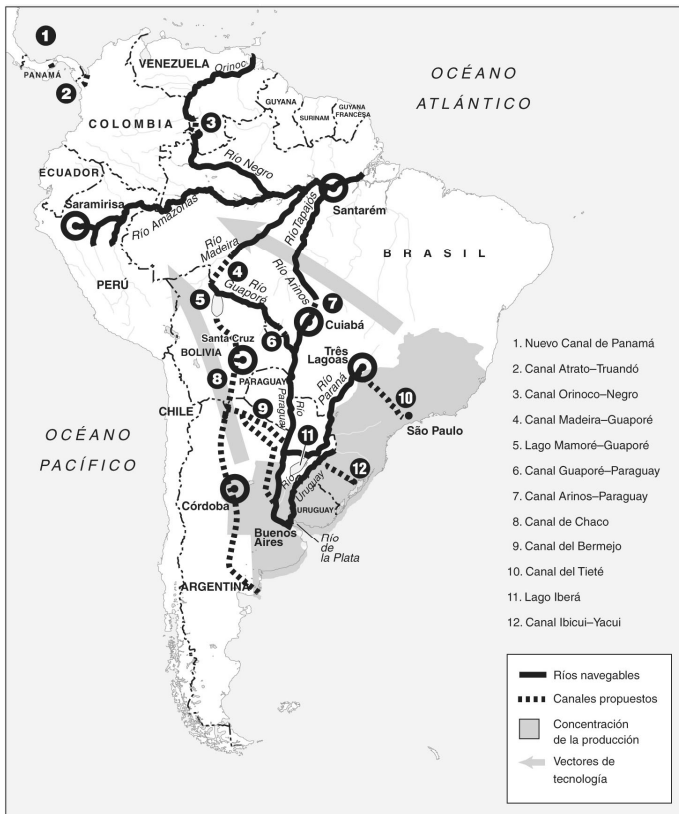 1
PANAMÁ
2
VENEZUELA
Orinoc
OCÉANO
ATLÁNTICO
GUYANA
SURINAM
GUYANA
FRANCESA
COLOMBIA
3
ECUADOR
Río Negro
Saramirisa
Río Amazonas
Santarém
Río Tapajós
Río
Madeira
BRASIL
PERÚ
4
Río
Guaporé
Río Arinos
5
7
Cuiabá
Santa Cruz
6
BOLIVIA
Três
Lagoas
8
PARAGUAY
Río
Paraguay
Río
Paraná
CHILE
9
10
São Paulo
11
OCÉANO
PACÍFICO
12
Río
Uruguay
Córdoba
URUGUAY
Buenos
Aires
Río
de
la Plata
ARGENTINA
1. Nuevo Canal de Panamá
2. Canal Atrato–Truandó
3. Canal Orinoco–Negro
4. Canal Madeira–Guaporé
5. Lago Mamoré–Guaporé
6. Canal Guaporé–Paraguay
7. Canal Arinos–Paraguay
8. Canal de Chaco
9. Canal del Bermejo
10. Canal del Tieté
11. Lago Iberá
12. Canal Ibicui–Yacui
Ríos navegables
Canales propuestos
Concentración
de la producción
Vectores de
tecnología